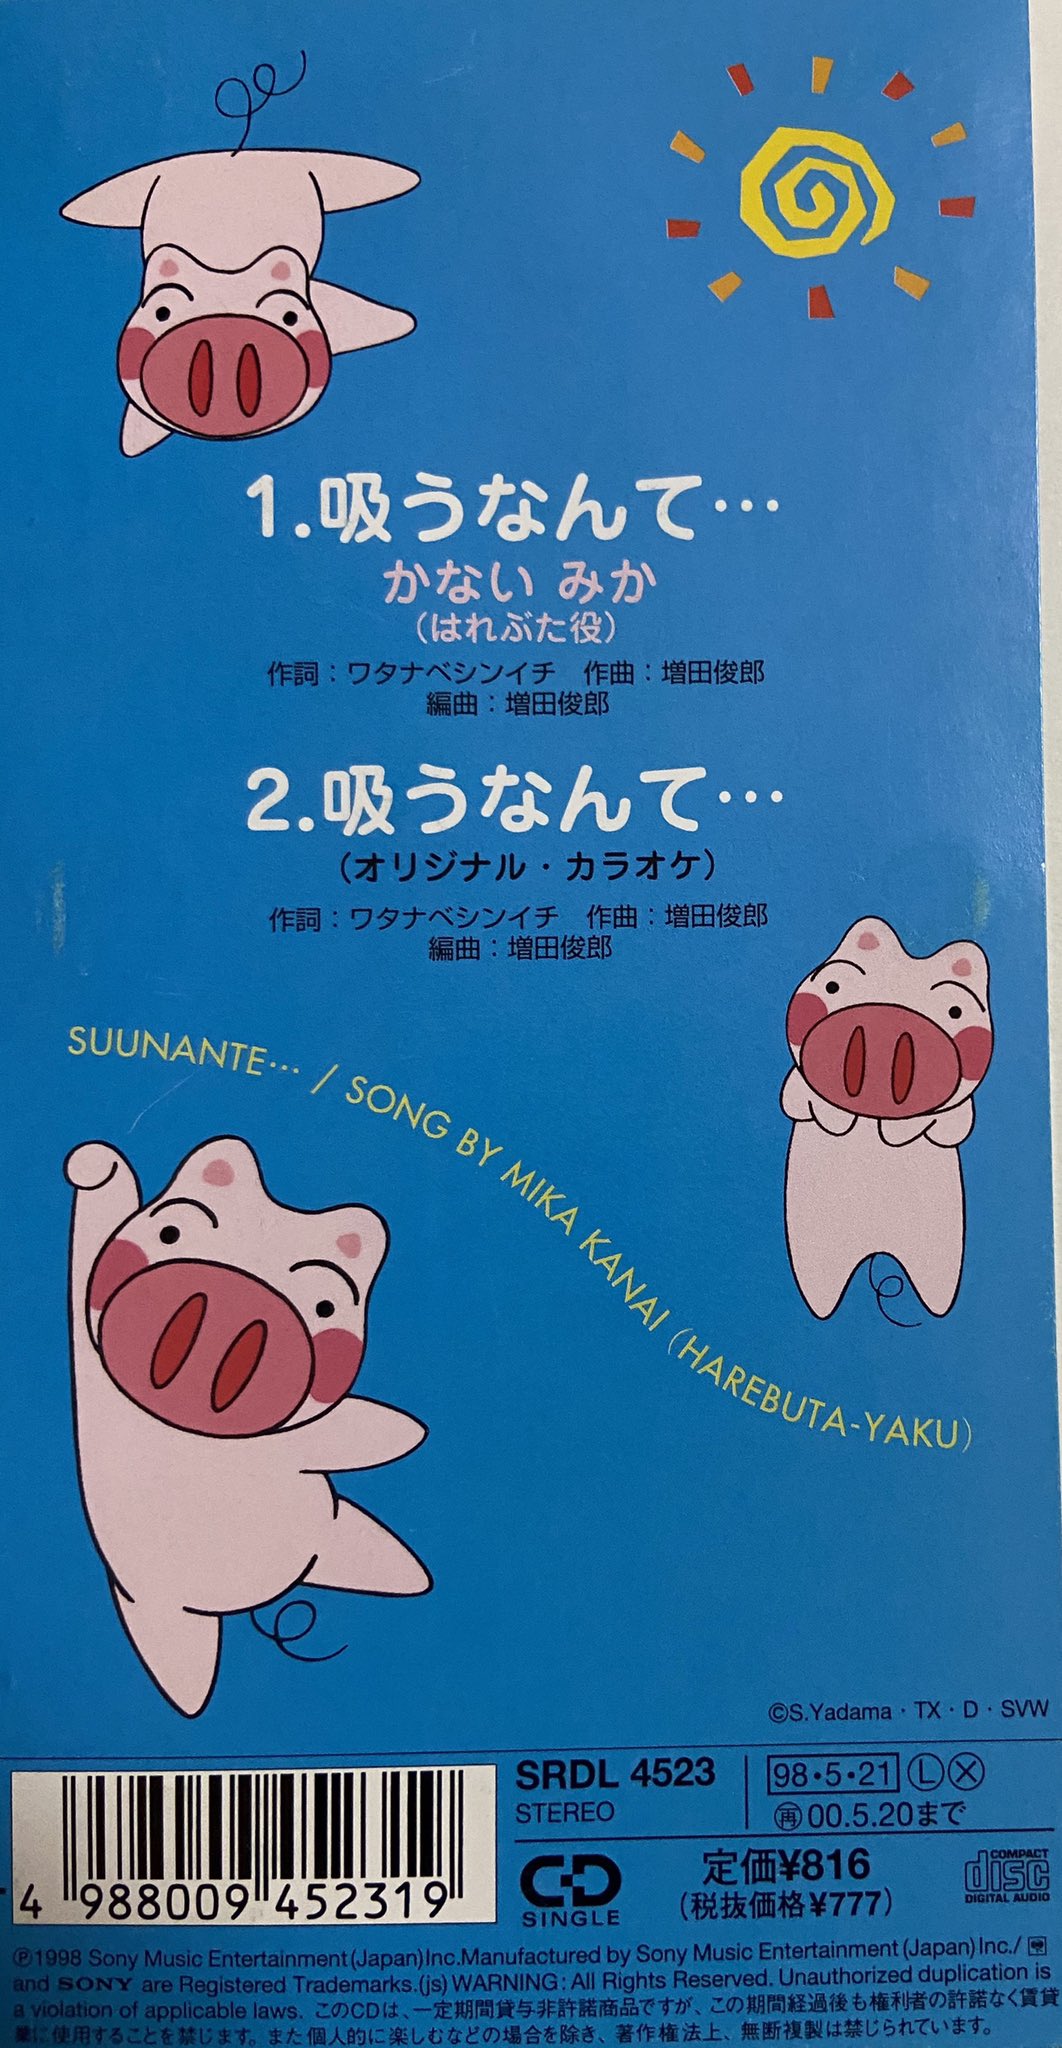 1.吸うなんて…
かない みか
(はれぶた役)
作詞：ワタナベシンイチ　作曲：増田俊郎
編曲：増田俊郎
2.吸うなんて…
(オリジナル・カラオケ)
作詞：ワタナベシンイチ　作曲：増田俊郎
編曲：増田俊郎
SUUNANTE… / SONG BY MIKA KANAI (HAREBUTA-YAKU)
©S.Yadama・TX・D・SVW
SRDL 4523
STEREO
98・5・21 Ⓛ Ⓧ
㊢00.5.20まで
CD
SINGLE
定価¥816
(税抜価格¥777)
COMPACT
disc
DIGITAL AUDIO
4 988009 452319
Ⓟ1998 Sony Music Entertainment(Japan)Inc.Manufactured by Sony Music Entertainment(Japan)Inc./
and SONY are Registered Trademarks.(js) WARNING: All Rights Reserved. Unauthorized duplication is
a violation of applicable laws. このCDは、一定期間貸与非許諾商品ですが、この期間経過後も権利者の許諾なく賃貸
業に使用することを禁じます。また個人的に楽しむなどの場合を除き、著作権法上、無断複製は禁じられています。